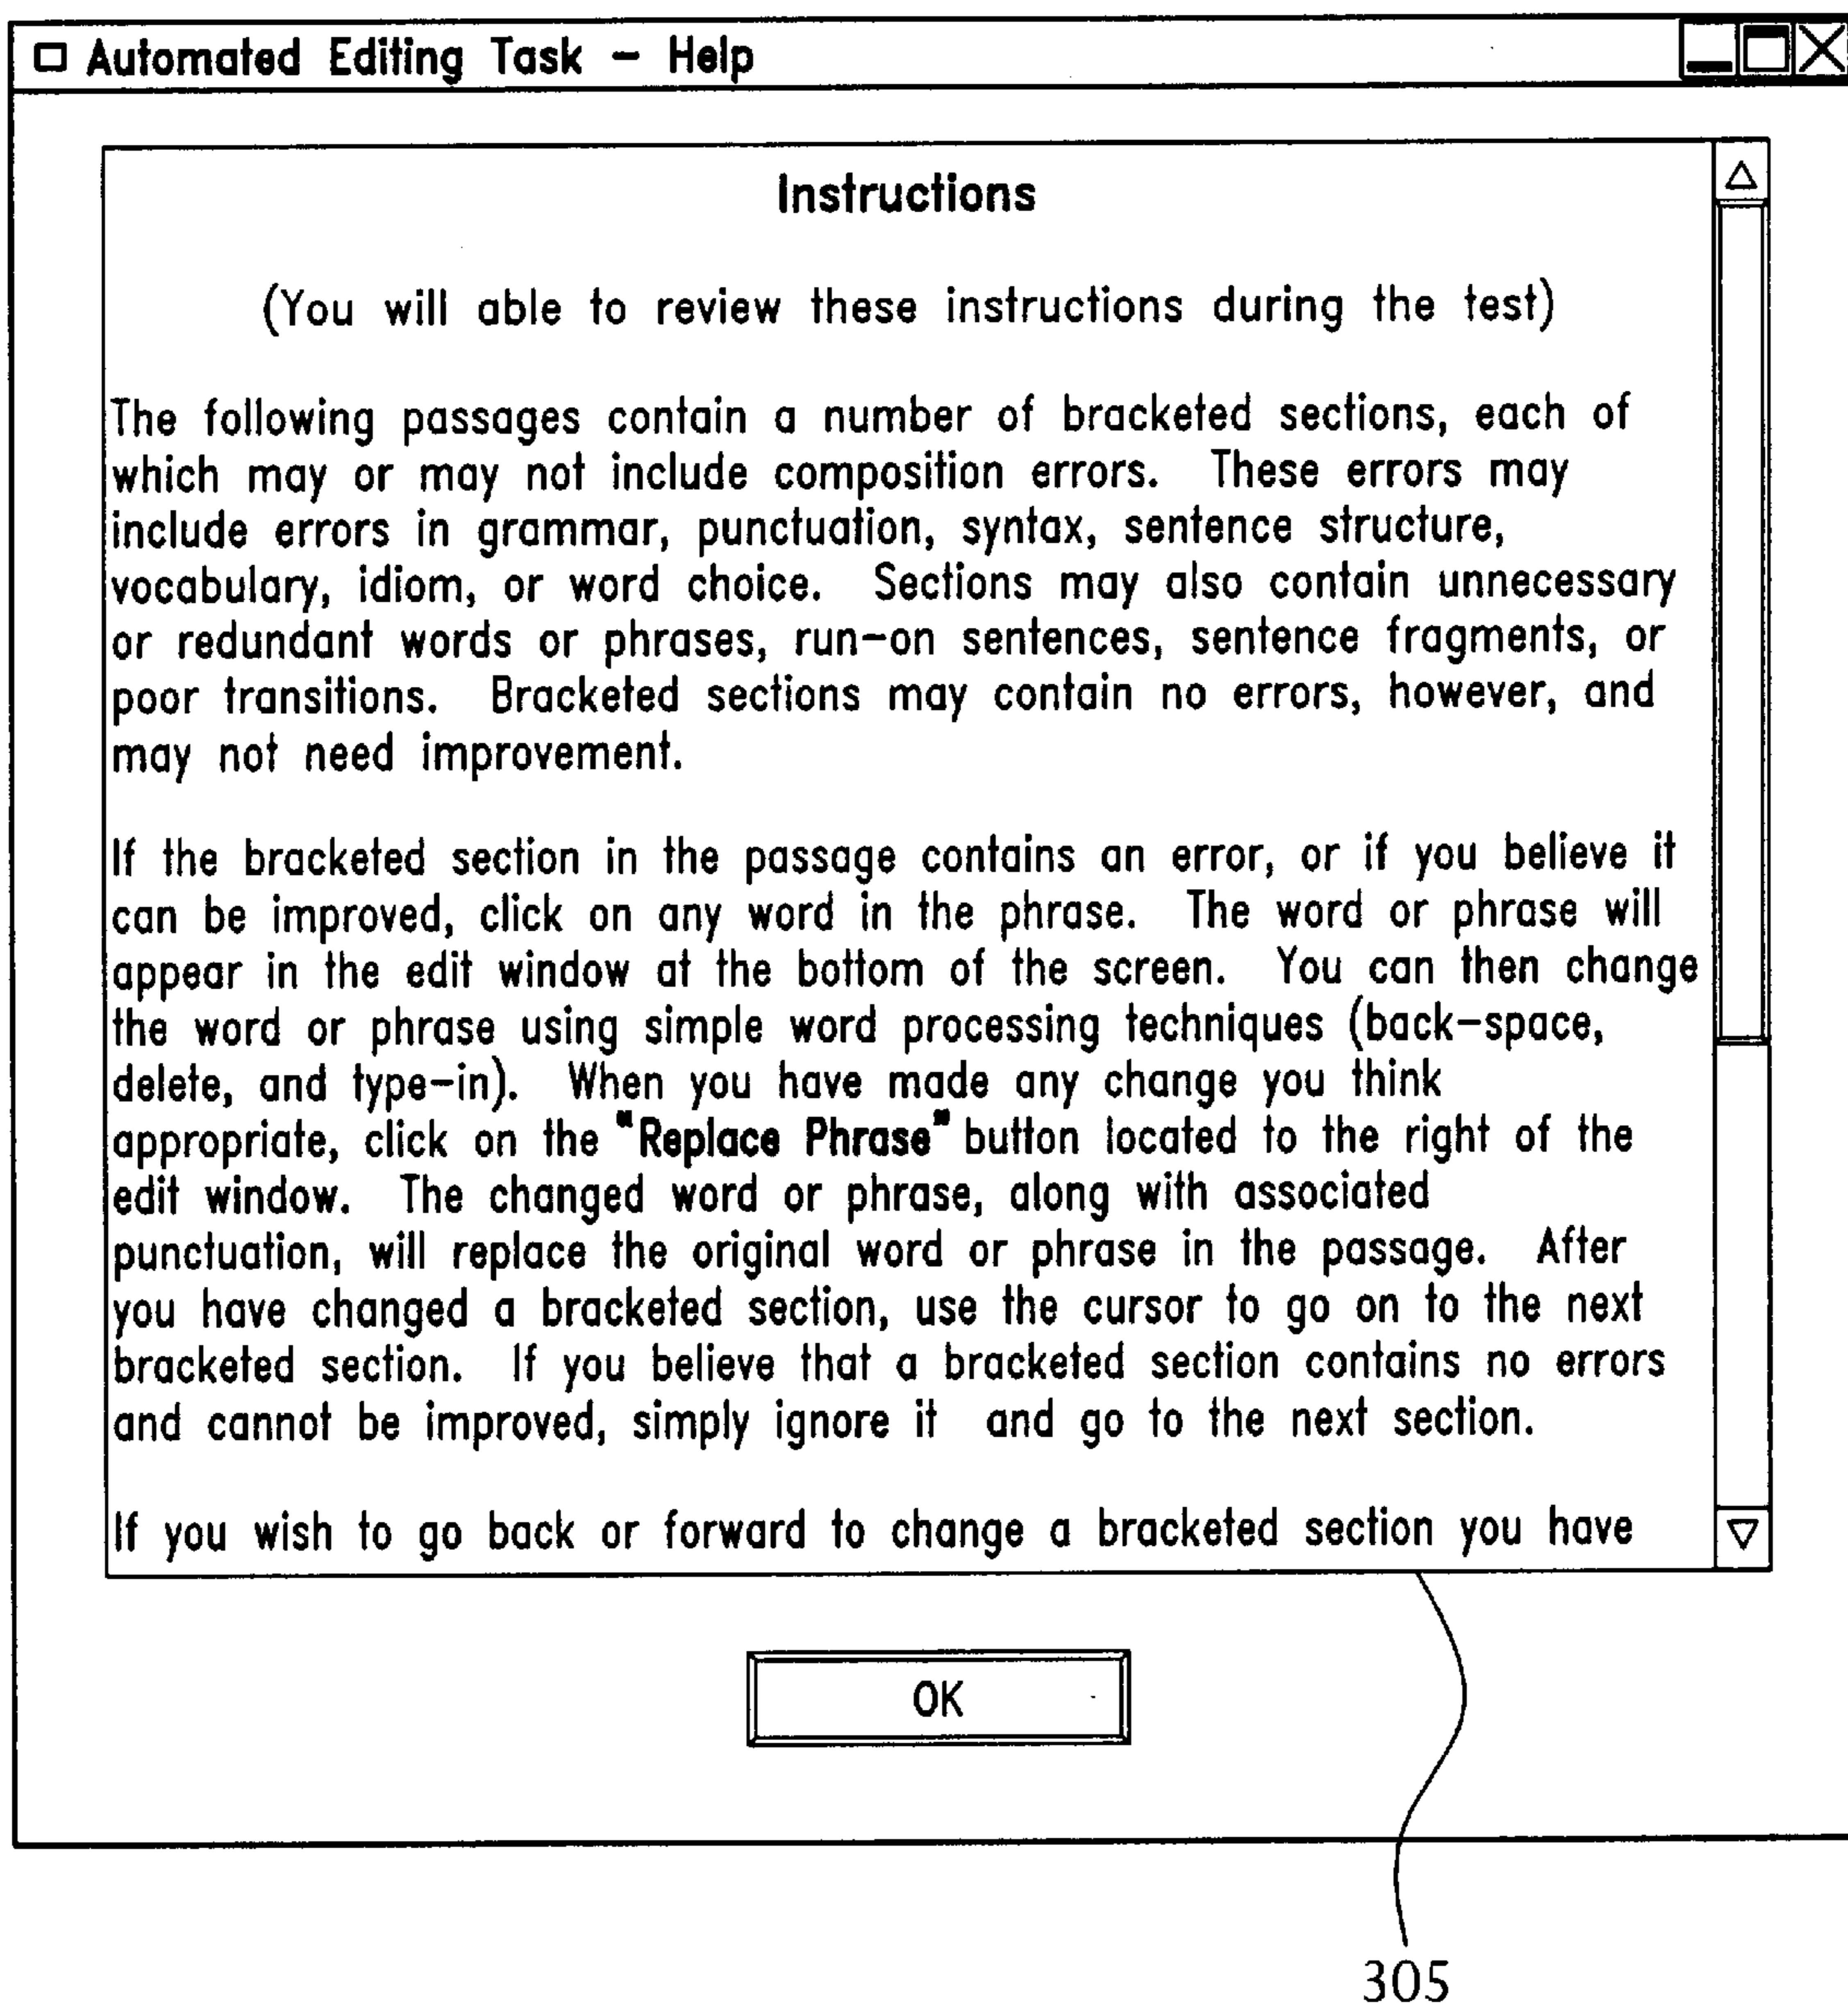 Automated Editing Task – Help
Instructions
(You will able to review these instructions during the test)
The following passages contain a number of bracketed sections, each of
which may or may not include composition errors. These errors may
include errors in grammar, punctuation, syntax, sentence structure,
vocabulary, idiom, or word choice. Sections may also contain unnecessary
or redundant words or phrases, run-on sentences, sentence fragments, or
poor transitions. Bracketed sections may contain no errors, however, and
may not need improvement.
If the bracketed section in the passage contains an error, or if you believe it
can be improved, click on any word in the phrase. The word or phrase will
appear in the edit window at the bottom of the screen. You can then change
the word or phrase using simple word processing techniques (back-space,
delete, and type-in). When you have made any change you think
appropriate, click on the "Replace Phrase" button located to the right of the
edit window. The changed word or phrase, along with associated
punctuation, will replace the original word or phrase in the passage. After
you have changed a bracketed section, use the cursor to go on to the next
bracketed section. If you believe that a bracketed section contains no errors
and cannot be improved, simply ignore it and go to the next section.
If you wish to go back or forward to change a bracketed section you have
OK
305